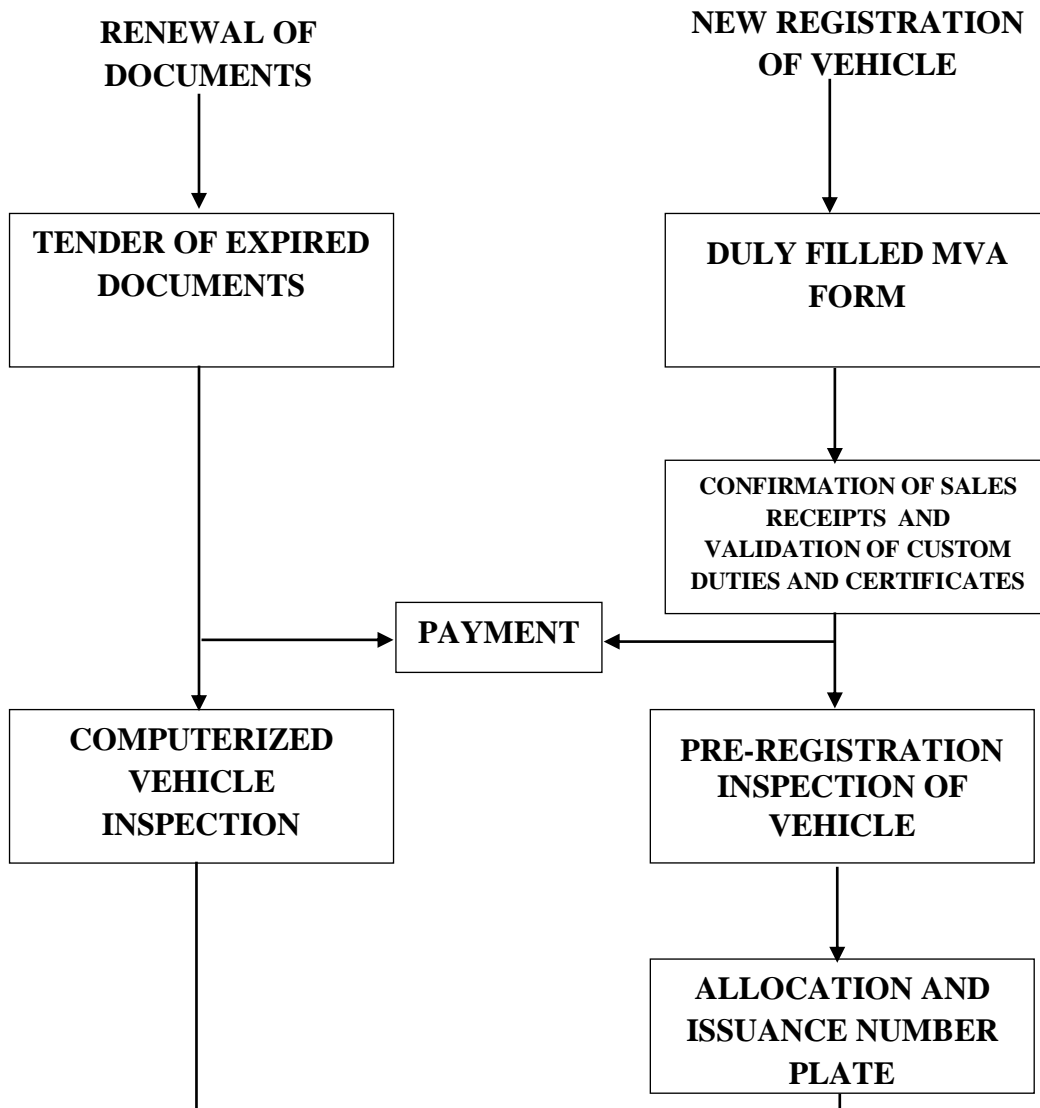 RENEWAL OF
DOCUMENTS
NEW REGISTRATION
OF VEHICLE
TENDER OF EXPIRED
DOCUMENTS
DULY FILLED MVA
FORM
CONFIRMATION OF SALES
RECEIPTS AND
VALIDATION OF CUSTOM
DUTIES AND CERTIFICATES
PAYMENT
COMPUTERIZED
VEHICLE
INSPECTION
PRE-REGISTRATION
INSPECTION OF
VEHICLE
ALLOCATION AND
ISSUANCE NUMBER
PLATE